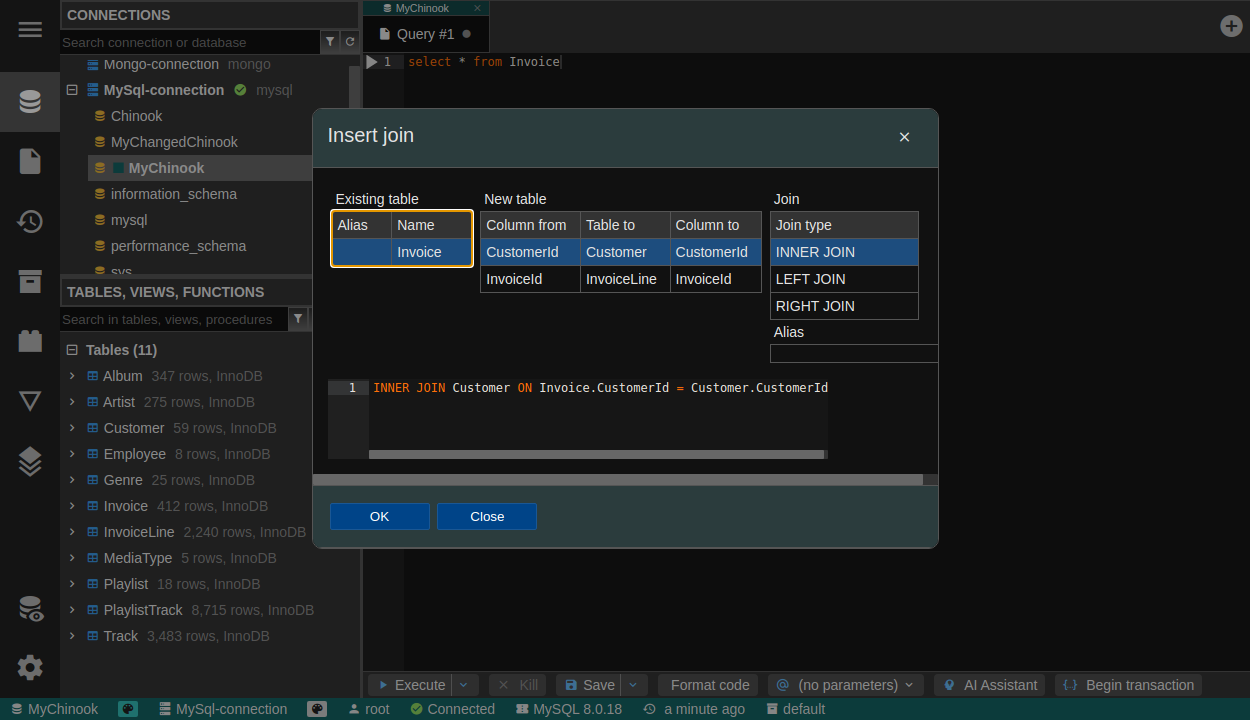 CONNECTIONS
Search connection or database
Mongo-connection mongo
MySql-connection mysql
Chinook
MyChangedChinook
MyChinook
information_schema
mysql
performance_schema
sys
TABLES, VIEWS, FUNCTIONS
Search in tables, views, procedures
Tables (11)
Album 347 rows, InnoDB
Artist 275 rows, InnoDB
Customer 59 rows, InnoDB
Employee 8 rows, InnoDB
Genre 25 rows, InnoDB
Invoice 412 rows, InnoDB
InvoiceLine 2,240 rows, InnoDB
MediaType 5 rows, InnoDB
Playlist 18 rows, InnoDB
PlaylistTrack 8,715 rows, InnoDB
Track 3,483 rows, InnoDB
MyChinook
Query #1
1 select * from Invoice
Insert join
Existing table
Alias Name
Invoice
New table
Column from Table to Column to
CustomerId Customer CustomerId
InvoiceId InvoiceLine InvoiceId
Join
Join type
INNER JOIN
LEFT JOIN
RIGHT JOIN
Alias
1 INNER JOIN Customer ON Invoice.CustomerId = Customer.CustomerId
OK Close
Execute Kill Save Format code (no parameters) AI Assistant Begin transaction
MyChinook MySql-connection root Connected MySQL 8.0.18 a minute ago default